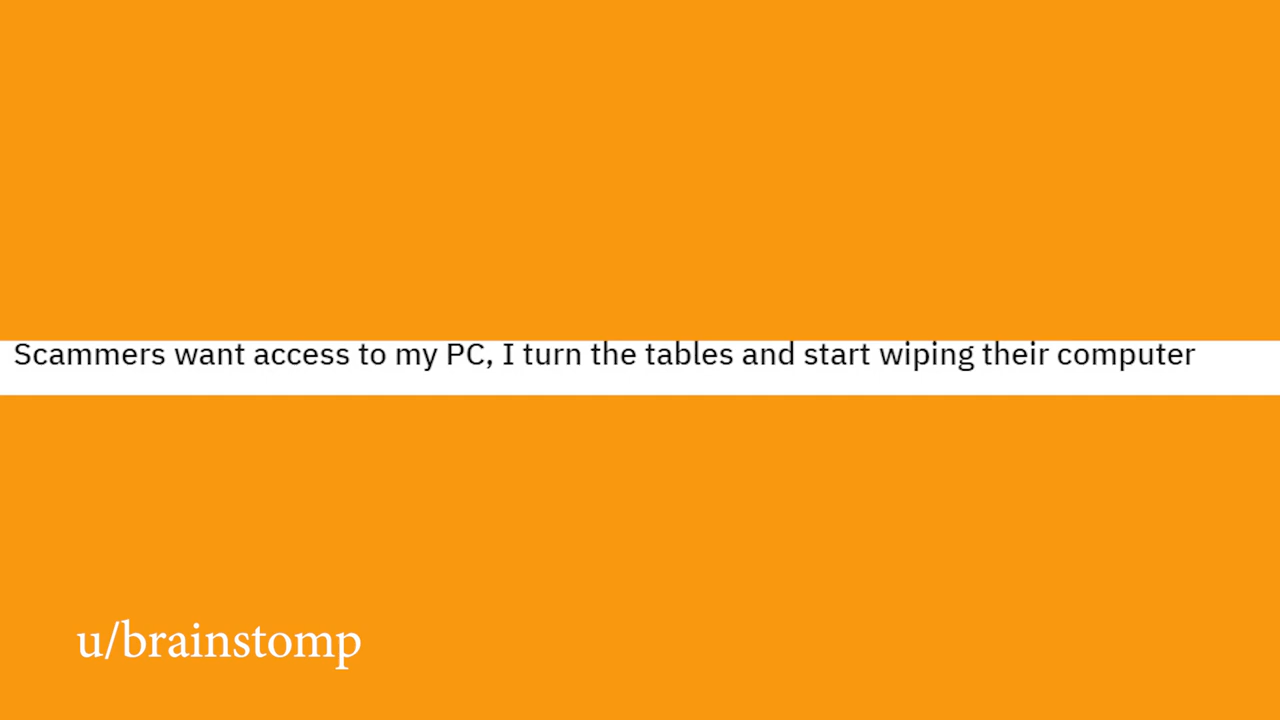 Scammers want access to my PC, I turn the tables and start wiping their computer
u/brainstomp